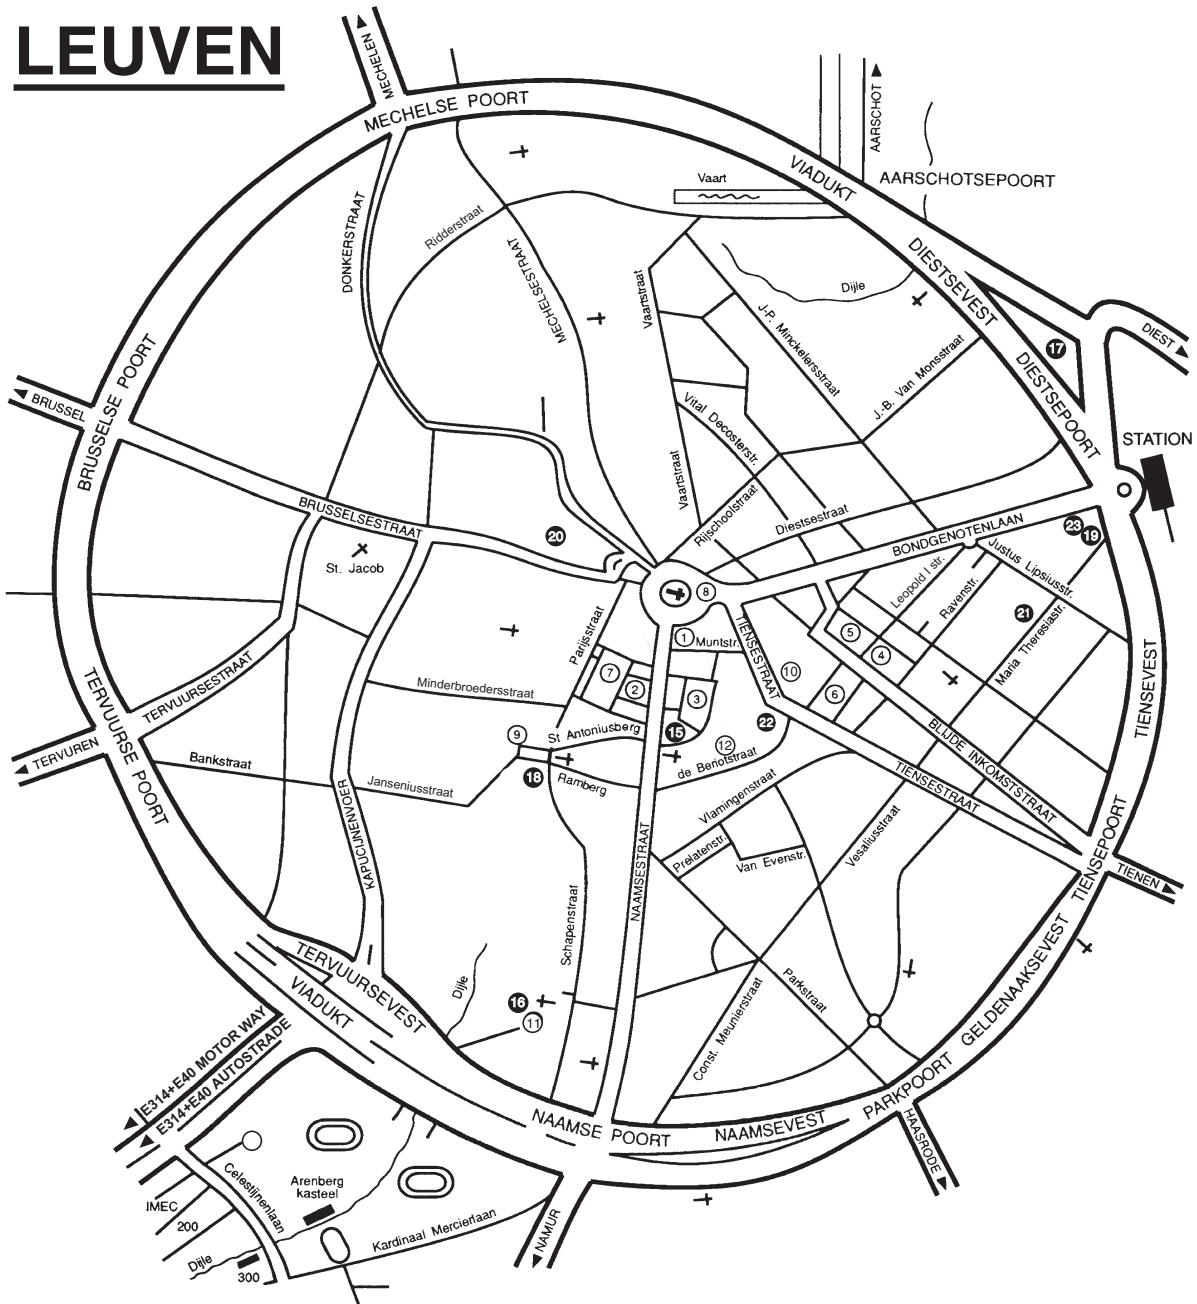 LEUVEN
MECHELEN
MECHELSE POORT
AARSCHOT
VIADUKT
AARSCHOTSEPOORT
Vaart
DONKERSTRAAT
Ridderstraat
MECHELSESTRAAT
Vaartstraat
Dijle
DIESTSEVEST
J-P. Minckelersstraat
J.-B. Van Monsstraat
17
DIEST
DIESTSEPOORT
BRUSSEL
BRUSSELSE POORT
Vital Decosterstr.
Vaartstraat
STATION
BRUSSELSESTRAAT
20
Rijschoolstraat
Diestsestraat
BONDGENOTENLAAN
23
19
St. Jacob
Justus Lipsiusstr.
Leopold I str.
Ravenstr.
21
Maria Theresiastr.
8
Parijsstraat
1
Muntstr.
TIENSESTRAAT
5
4
10
6
7
2
3
Minderbroedersstraat
TERVUURSESTRAAT
TERVUREN
TERVUURSE POORT
9
St Antoniusberg
15
22
12
de Beriotstraat
BLIJDE INKOMSTSTRAAT
TIENSEVEST
Bankstraat
Janseniusstraat
18
Ramberg
TIENSESTRAAT
Vlamingenstraat
Prelatenstr.
Van Evenstr.
Vesaliusstraat
TIENSEPOORT
TIENEN
KAPUCIJNENVOER
NAAMSESTRAAT
Schapenstraat
TERVUURSEVEST
VIADUKT
Dijle
16
11
Parkstraat
Const. Meunierstraat
GELDENAAKSEVEST
E314+E40 MOTOR WAY
E314+E40 AUTOSTRADE
NAAMSE POORT
NAAMSEVEST
PARKPOORT
HAASRODE
Celestijnenlaan
Arenberg
kasteel
IMEC
200
Kardinaal Mercierlaan
NAMUR
Dijle
300